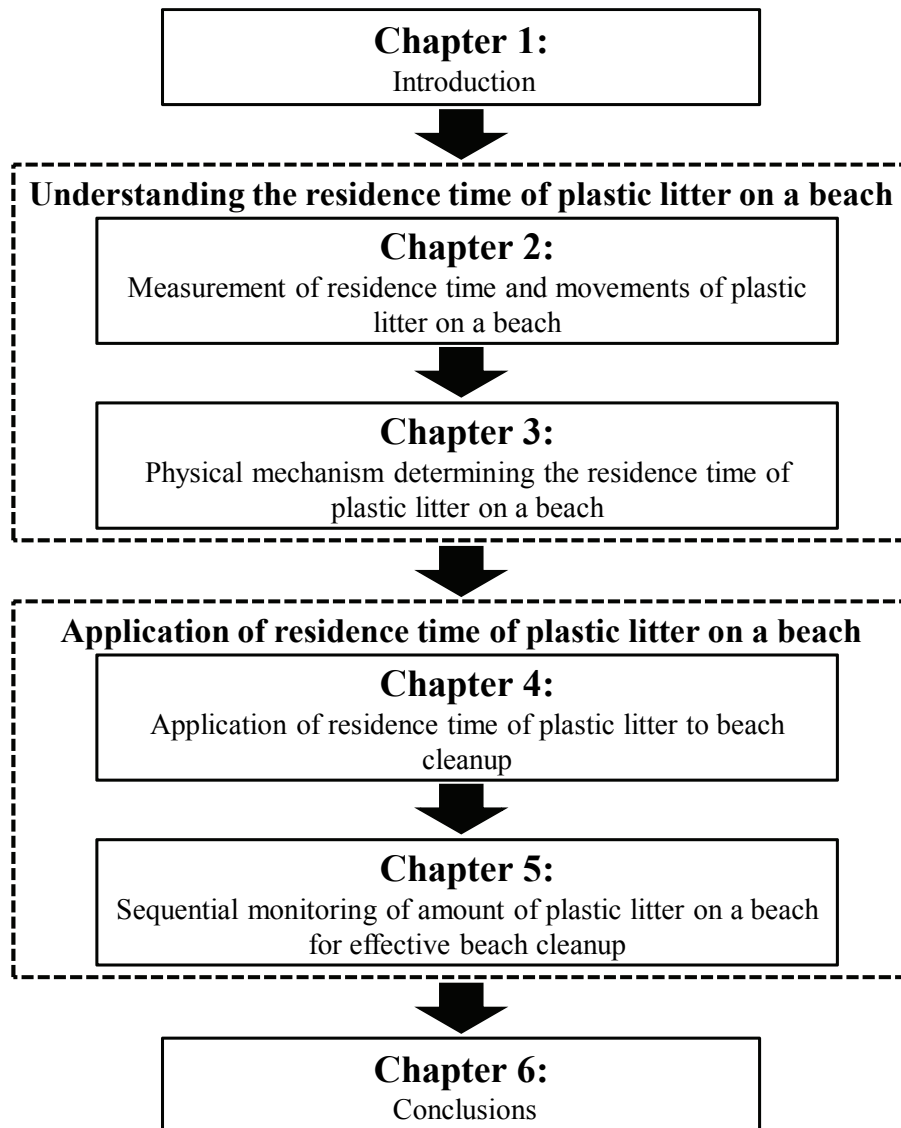 Chapter 1:
Introduction
Understanding the residence time of plastic litter on a beach
Chapter 2:
Measurement of residence time and movements of plastic
litter on a beach
Chapter 3:
Physical mechanism determining the residence time of
plastic litter on a beach
Application of residence time of plastic litter on a beach
Chapter 4:
Application of residence time of plastic litter to beach
cleanup
Chapter 5:
Sequential monitoring of amount of plastic litter on a beach
for effective beach cleanup
Chapter 6:
Conclusions